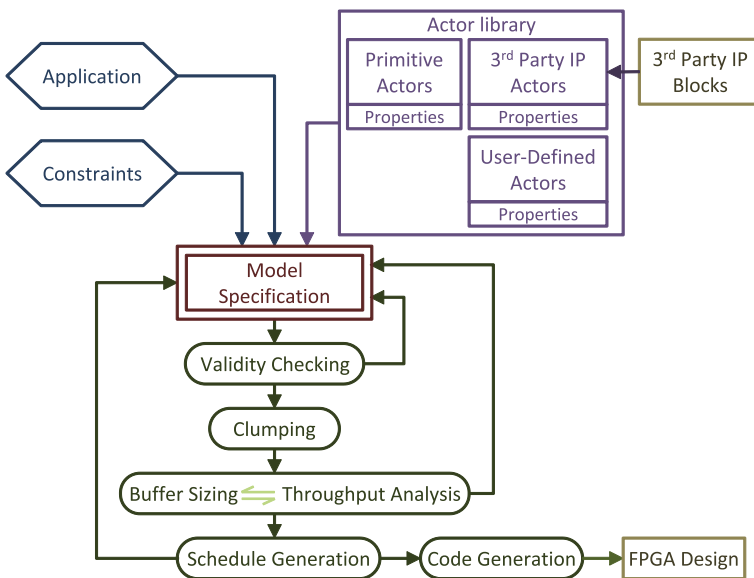 Actor library
Application
Primitive
Actors
Properties
3rd Party IP
Actors
Properties
3rd Party IP
Blocks
Constraints
User-Defined
Actors
Properties
Model
Specification
Validity Checking
Clumping
Buffer Sizing
Throughput Analysis
Schedule Generation
Code Generation
FPGA Design